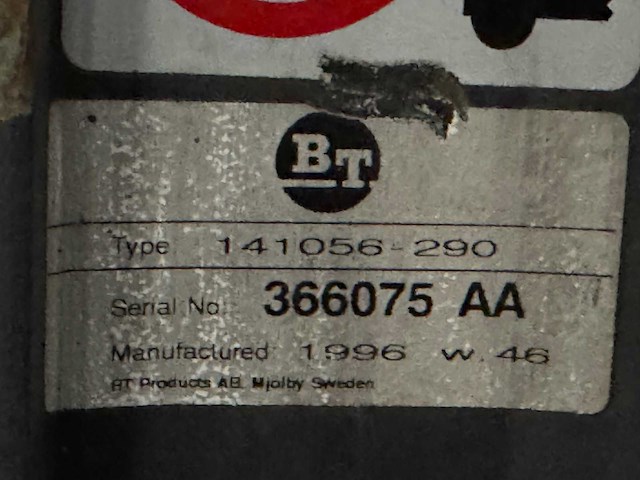 BT
Type 141056-290
Serial No. 366075 AA
Manufactured 1996 w.46
BT Products AB. Mjolby Sweden